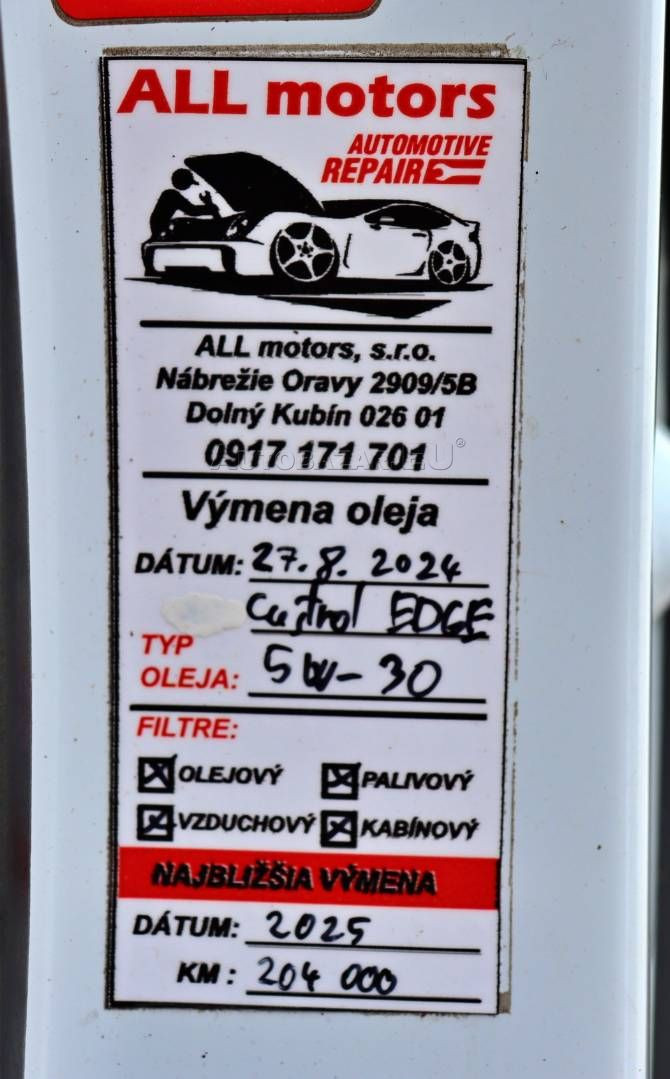 ALL motors
AUTOMOTIVE
REPAIR
ALL motors, s.r.o.
Nábrežie Oravy 2909/5B
Dolný Kubín 026 01
0917 171 701
AUTOBAZAR.EU®
Výmena oleja
DÁTUM: 27.8. 2024
Castrol EDGE
TYP
OLEJA: 5W-30
FILTRE:
OLEJOVÝ PALIVOVÝ
VZDUCHOVÝ KABÍNOVÝ
NAJBLIŽŠIA VÝMENA
DÁTUM: 2025
KM: 204 000